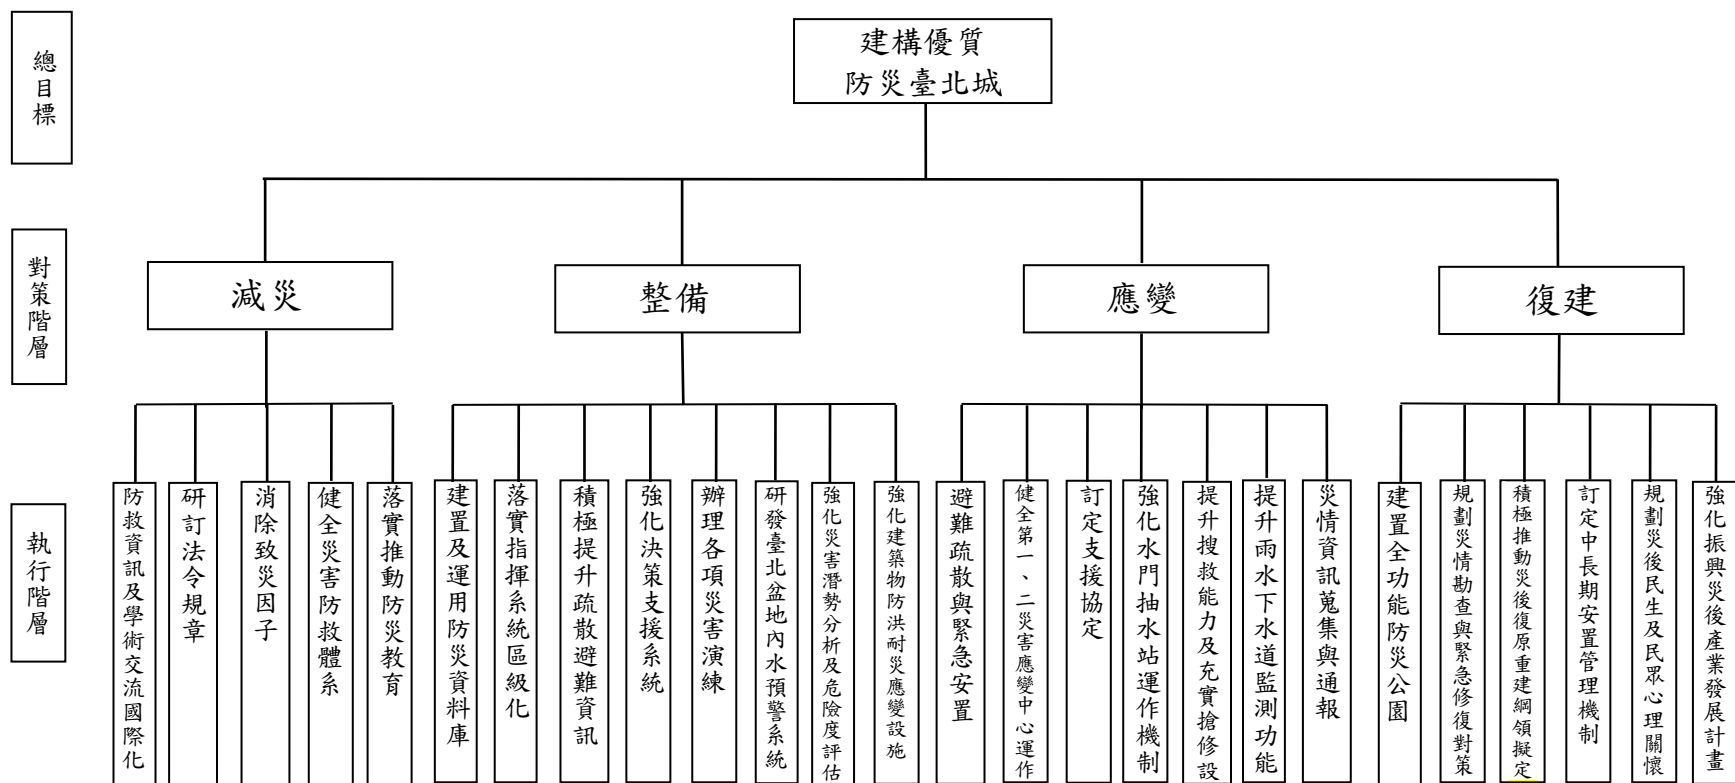 總目標
建構優質
防災臺北城
對策階層
減災
整備
應變
復建
執行階層
防救資訊及學術交流國際化
研訂法令規章
消除致災因子
健全災害防救體系
落實推動防災教育
建置及運用防災資料庫
落實指揮系統區級化
積極提升疏散避難資訊
強化決策支援系統
辦理各項災害演練
研發臺北盆地內水預警系統
強化災害潛勢分析及危險度評估
強化建築物防洪耐災應變設施
避難疏散與緊急安置
健全第一、二災害應變中心運作
訂定支援協定
強化水門抽水站運作機制
提升搜救能力及充實搶修設
提升雨水下水道監測功能
災情資訊蒐集與通報
建置全功能防災公園
規劃災情勘查與緊急修復對策
積極推動災後復原重建綱領擬定
訂定中長期安置管理機制
規劃災後民生及民眾心理關懷
強化振興災後產業發展計畫